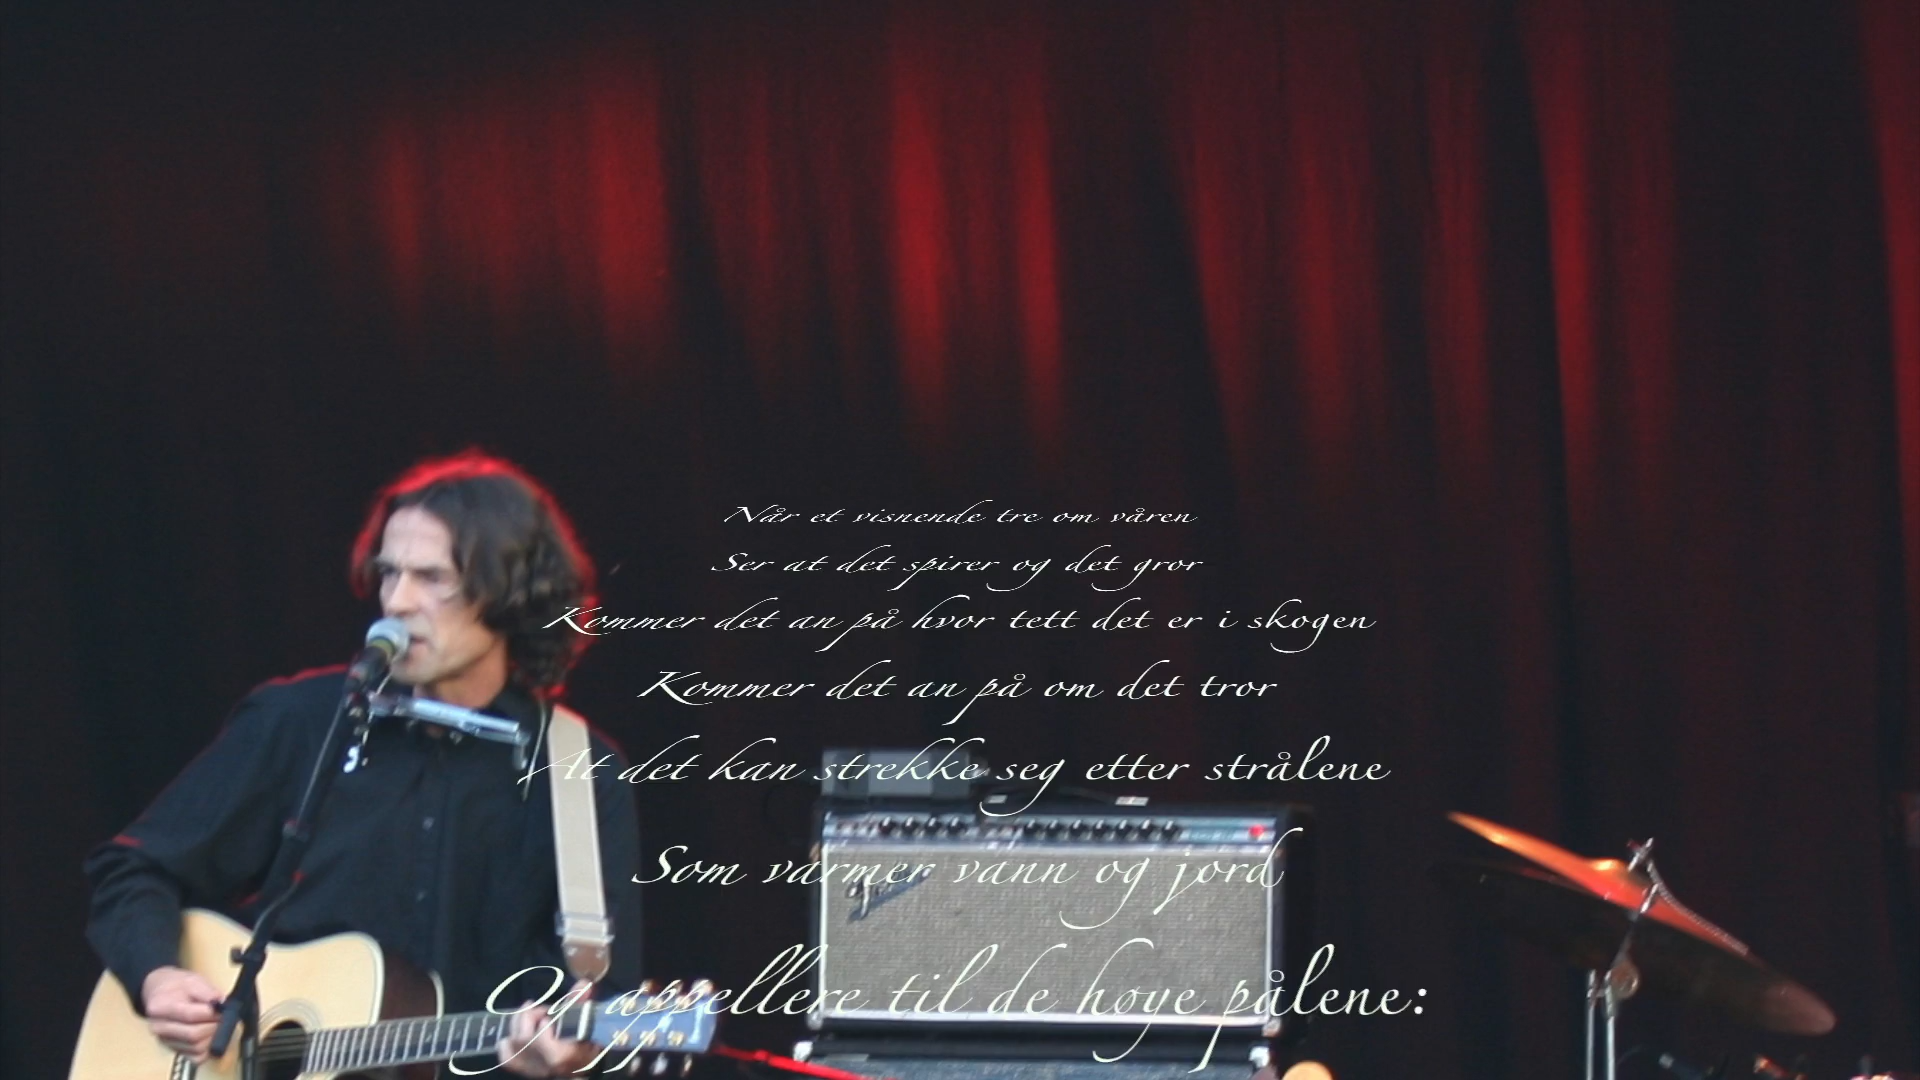 Når et visnende tre om våren
Ser at det spirer og det gror
Kommer det an på hvor tett det er i skogen
Kommer det an på om det tror
At det kan strekke seg etter strålene
Som varmer vann og jord
Og appellere til de høye pålene:
Fender